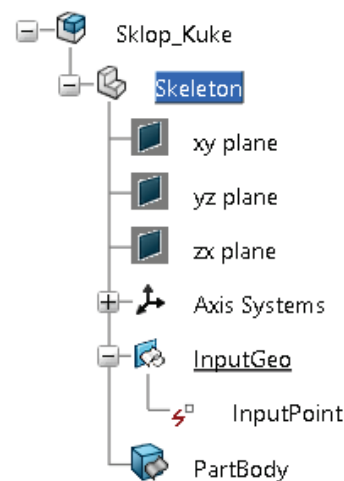 Sklop_Kuke
Skeleton
xy plane
yz plane
zx plane
Axis Systems
InputGeo
InputPoint
PartBody